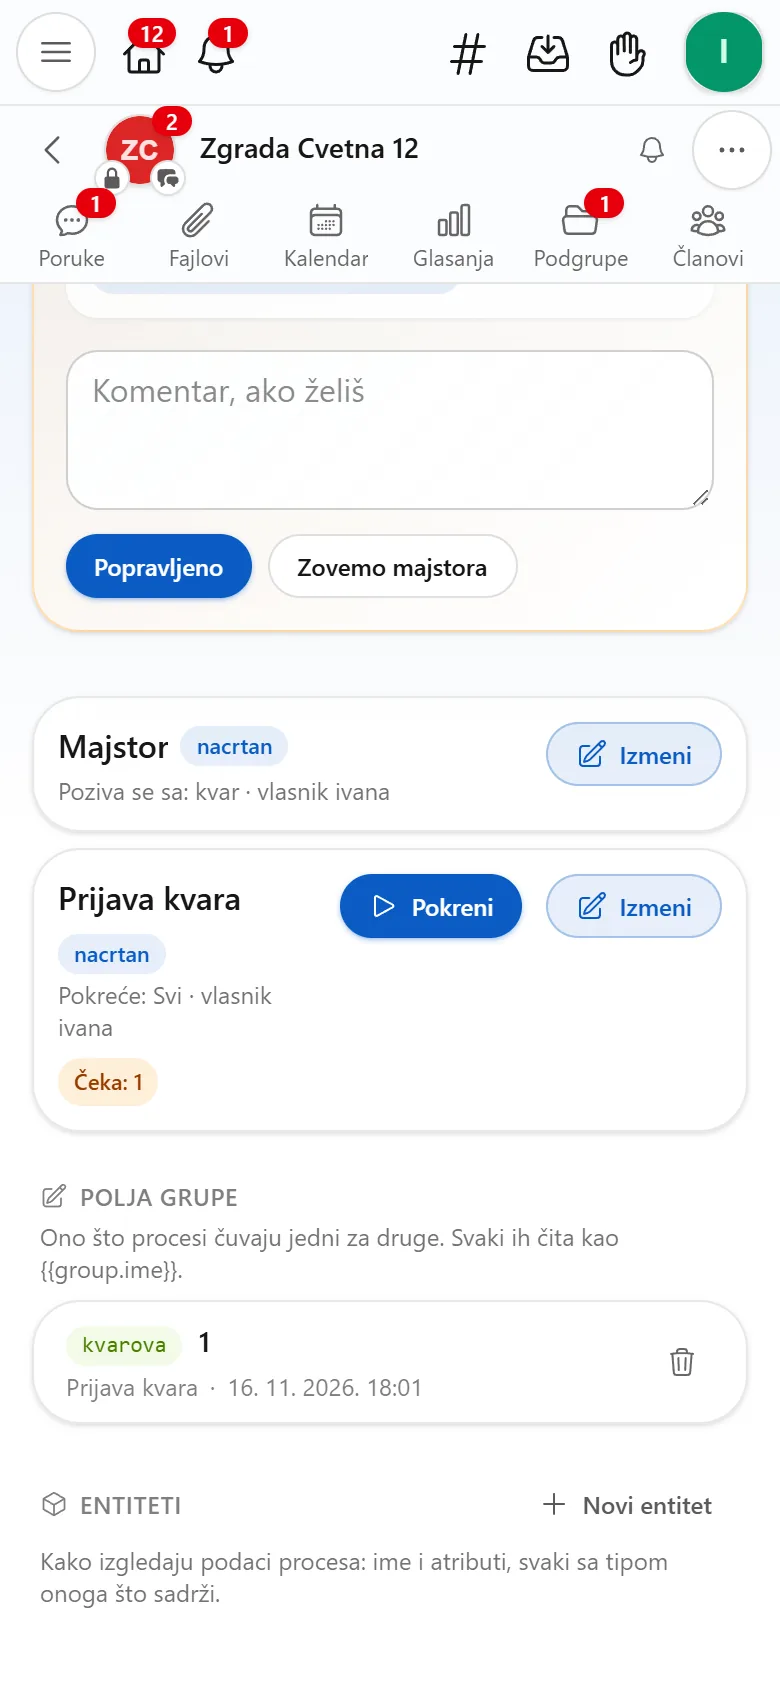 12
1
I
2
ZC
Zgrada Cvetna 12
1
1
Poruke
Fajlovi
Kalendar
Glasanja
Podgrupe
Članovi
Komentar, ako želiš
Popravljeno
Zovemo majstora
Majstor
nacrtan
Izmeni
Poziva se sa: kvar · vlasnik ivana
Prijava kvara
Pokreni
Izmeni
nacrtan
Pokreće: Svi · vlasnik
ivana
Čeka: 1
POLJA GRUPE
Ono što procesi čuvaju jedni za druge. Svaki ih čita kao
{{group.ime}}.
kvarova
1
Prijava kvara · 16. 11. 2026. 18:01
ENTITETI
Novi entitet
Kako izgledaju podaci procesa: ime i atributi, svaki sa tipom
onoga što sadrži.